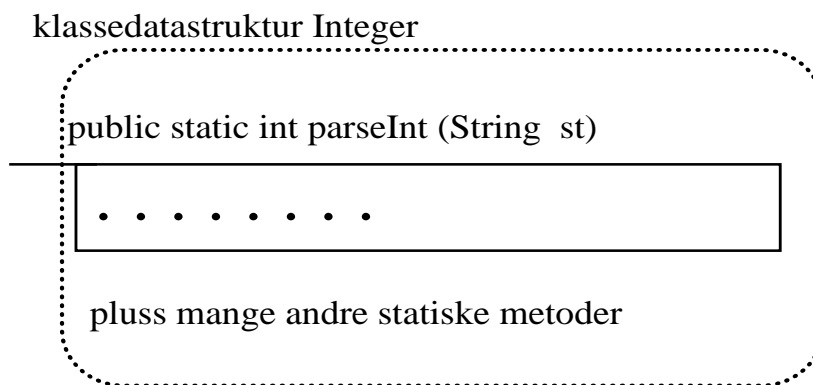 klassedatastruktur Integer
public static int parseInt (String st)
. . . . . . . .
pluss mange andre statiske metoder